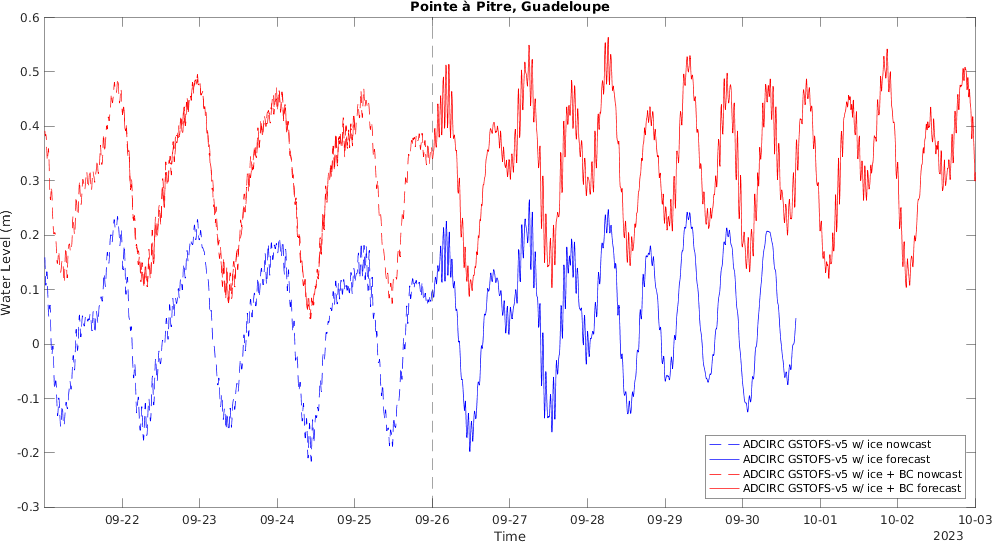 Pointe à Pitre, Guadeloupe
Water Level (m)
0.6
0.5
0.4
0.3
0.2
0.1
0
-0.1
-0.2
-0.3
ADCIRC GSTOFS-v5 w/ ice nowcast
ADCIRC GSTOFS-v5 w/ ice forecast
ADCIRC GSTOFS-v5 w/ ice + BC nowcast
ADCIRC GSTOFS-v5 w/ ice + BC forecast
09-22 09-23 09-24 09-25 09-26 09-27 09-28 09-29 09-30 10-01 10-02 10-03
Time
2023